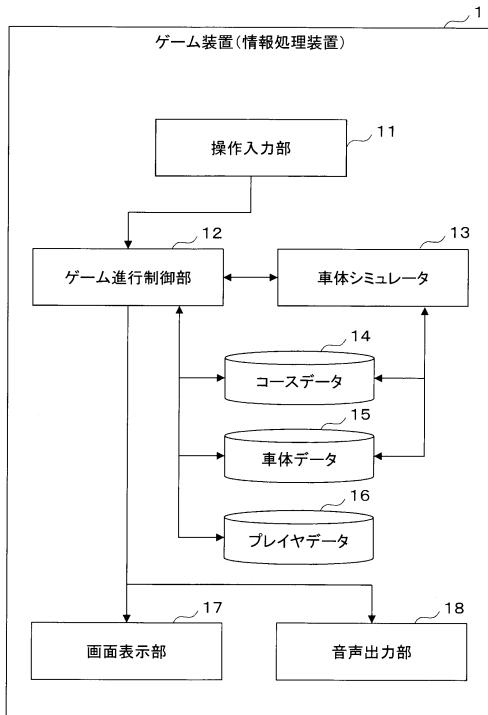 1
ゲーム装置(情報処理装置)
11
操作入力部
12
ゲーム進行制御部
13
車体シミュレータ
14
コースデータ
15
車体データ
16
プレイヤデータ
17
画面表示部
18
音声出力部